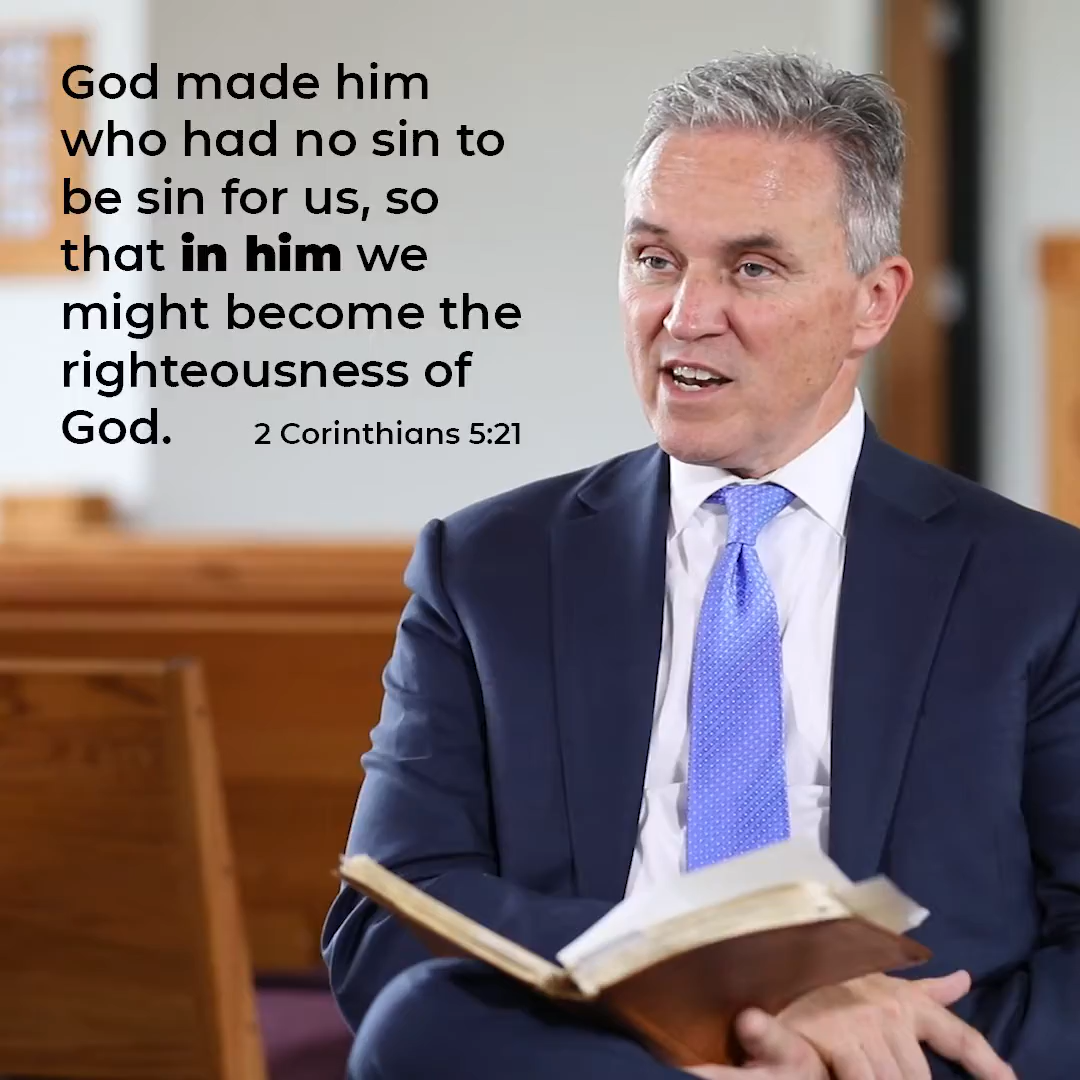 God made him
who had no sin to
be sin for us, so
that in him we
might become the
righteousness of
God. 2 Corinthians 5:21